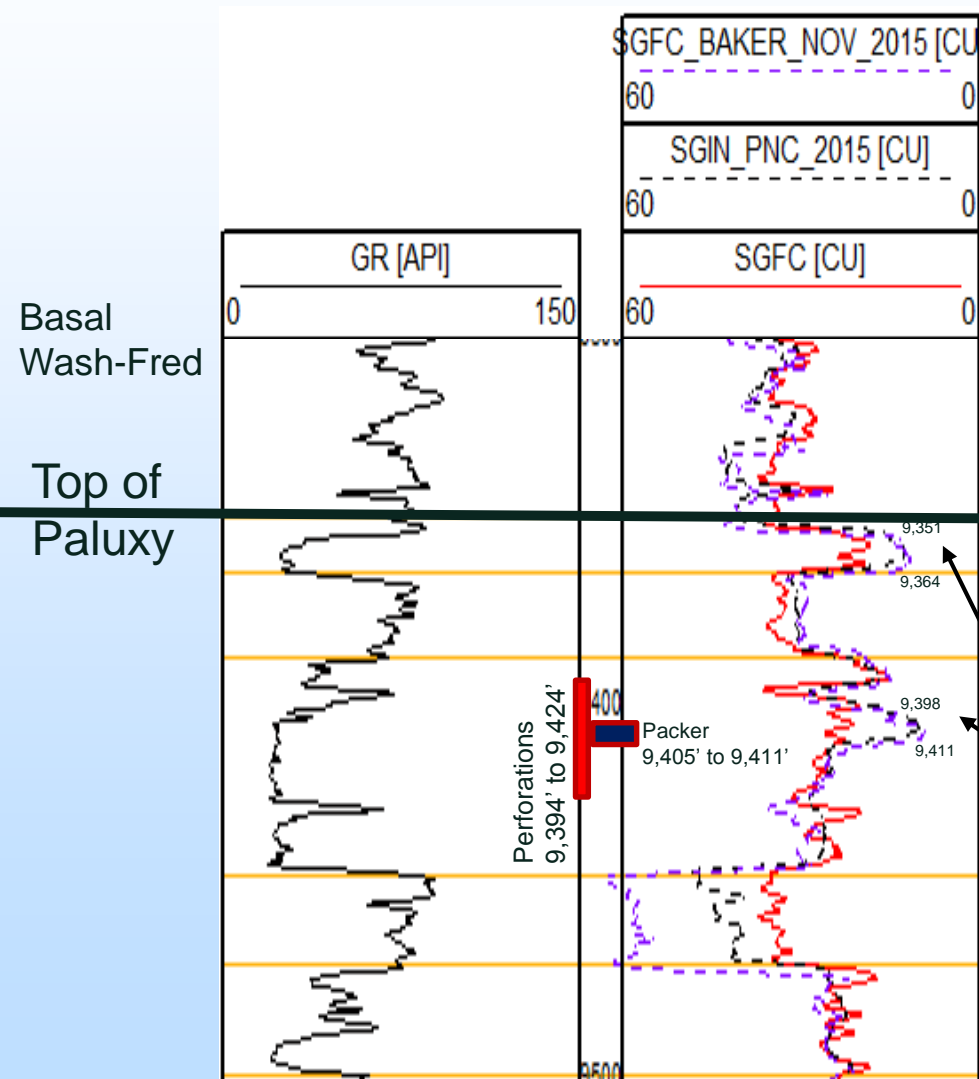 SGFC_BAKER_NOV_2015 [CU
60 0
SGIN_PNC_2015 [CU]
60 0
GR [API]
0 150
SGFC [CU]
60 0
Basal
Wash-Fred
Top of
Paluxy
9,351
9,364
9,398
9,411
400
Perforations
9,394' to 9,424'
Packer
9,405' to 9,411'
9500